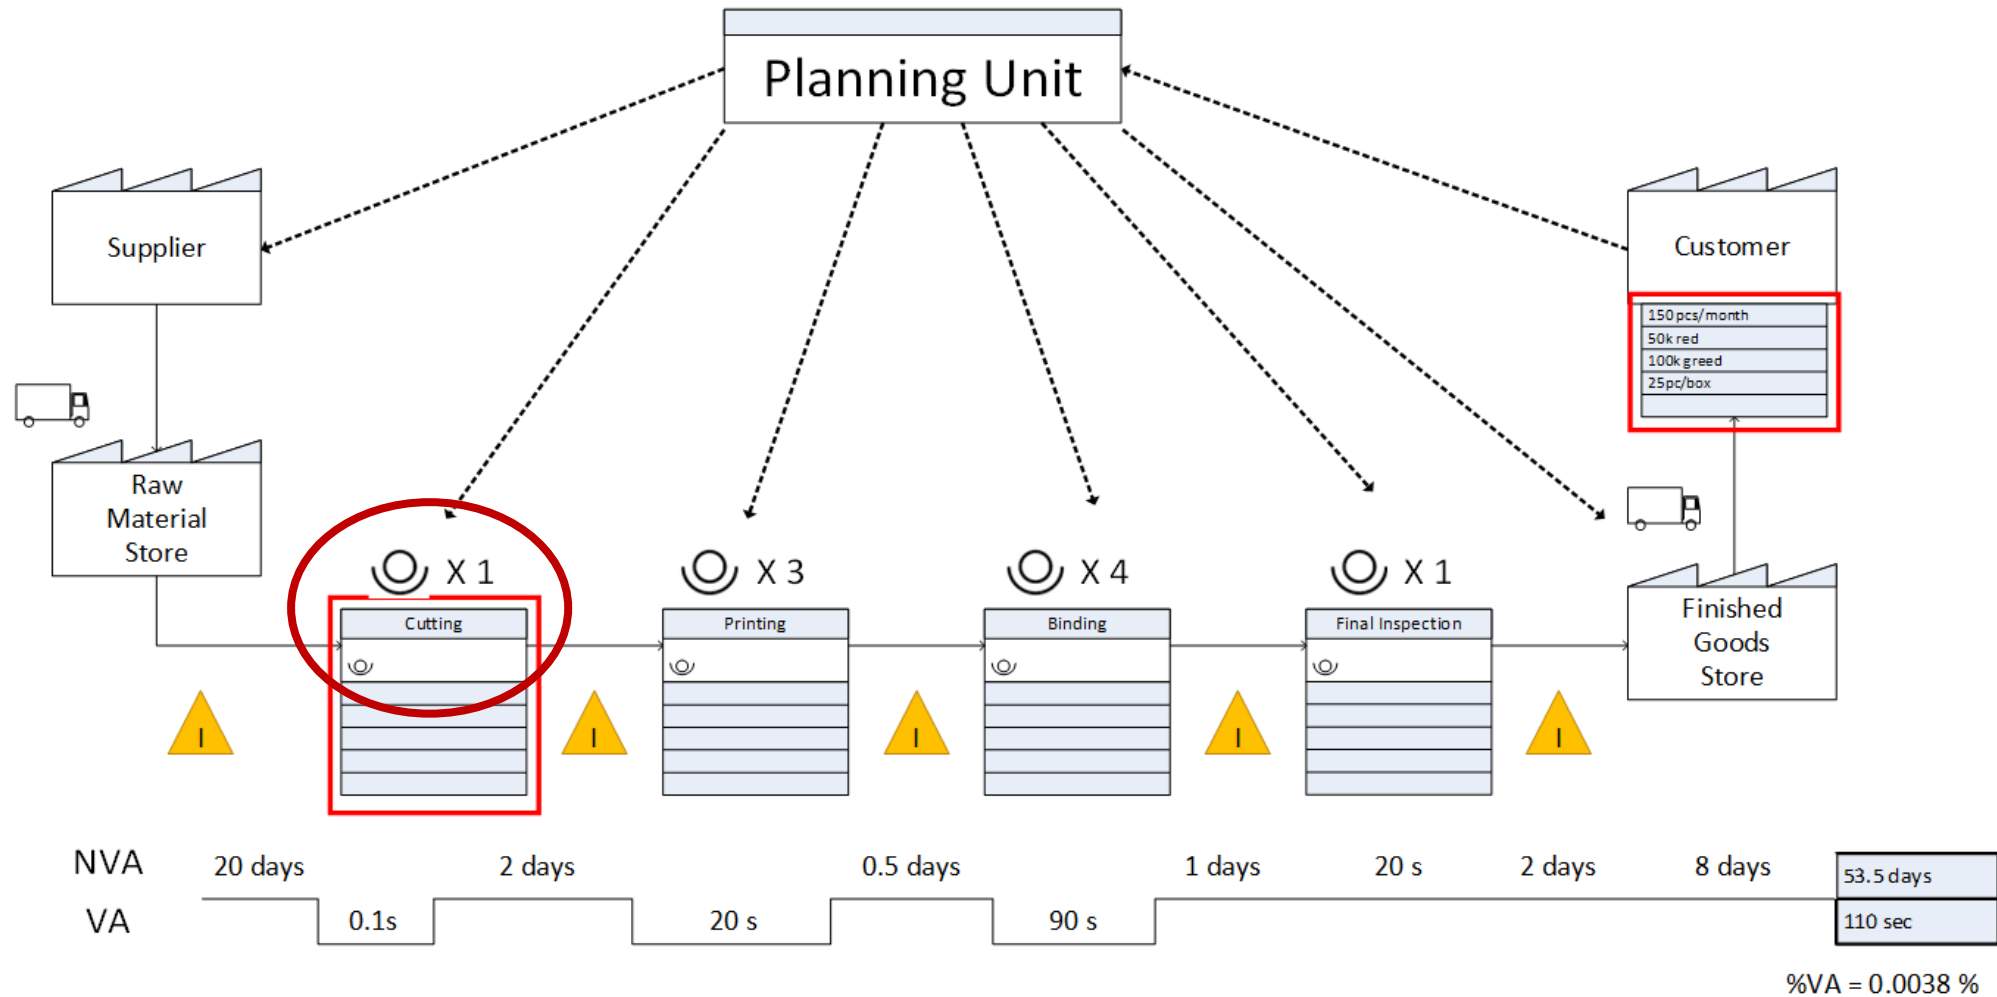 Planning Unit
Supplier
Customer
150 pcs/month
50k red
100k greed
25pc/box
Raw
Material
Store
X 1
X 3
X 4
X 1
Cutting
Printing
Binding
Final Inspection
Finished
Goods
Store
I
I
I
I
I
NVA
20 days
2 days
0.5 days
1 days
20 s
2 days
8 days
53.5 days
VA
0.1s
20 s
90 s
110 sec
%VA = 0.0038 %